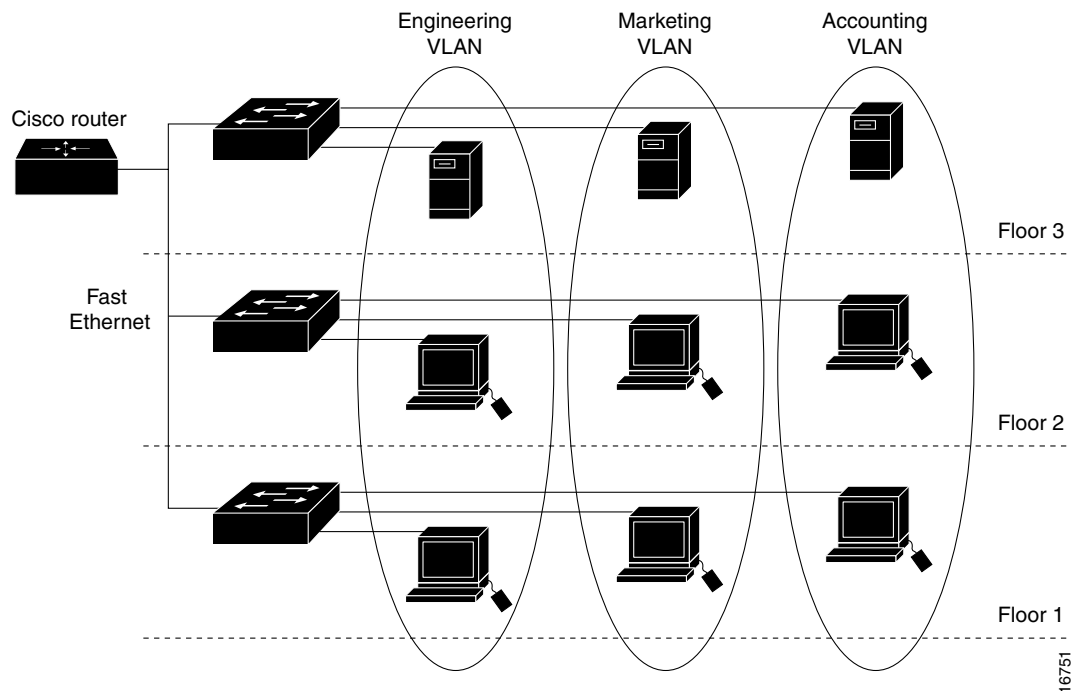 Engineering
VLAN
Marketing
VLAN
Accounting
VLAN
Cisco router
Floor 3
Fast
Ethernet
Floor 2
Floor 1
16751